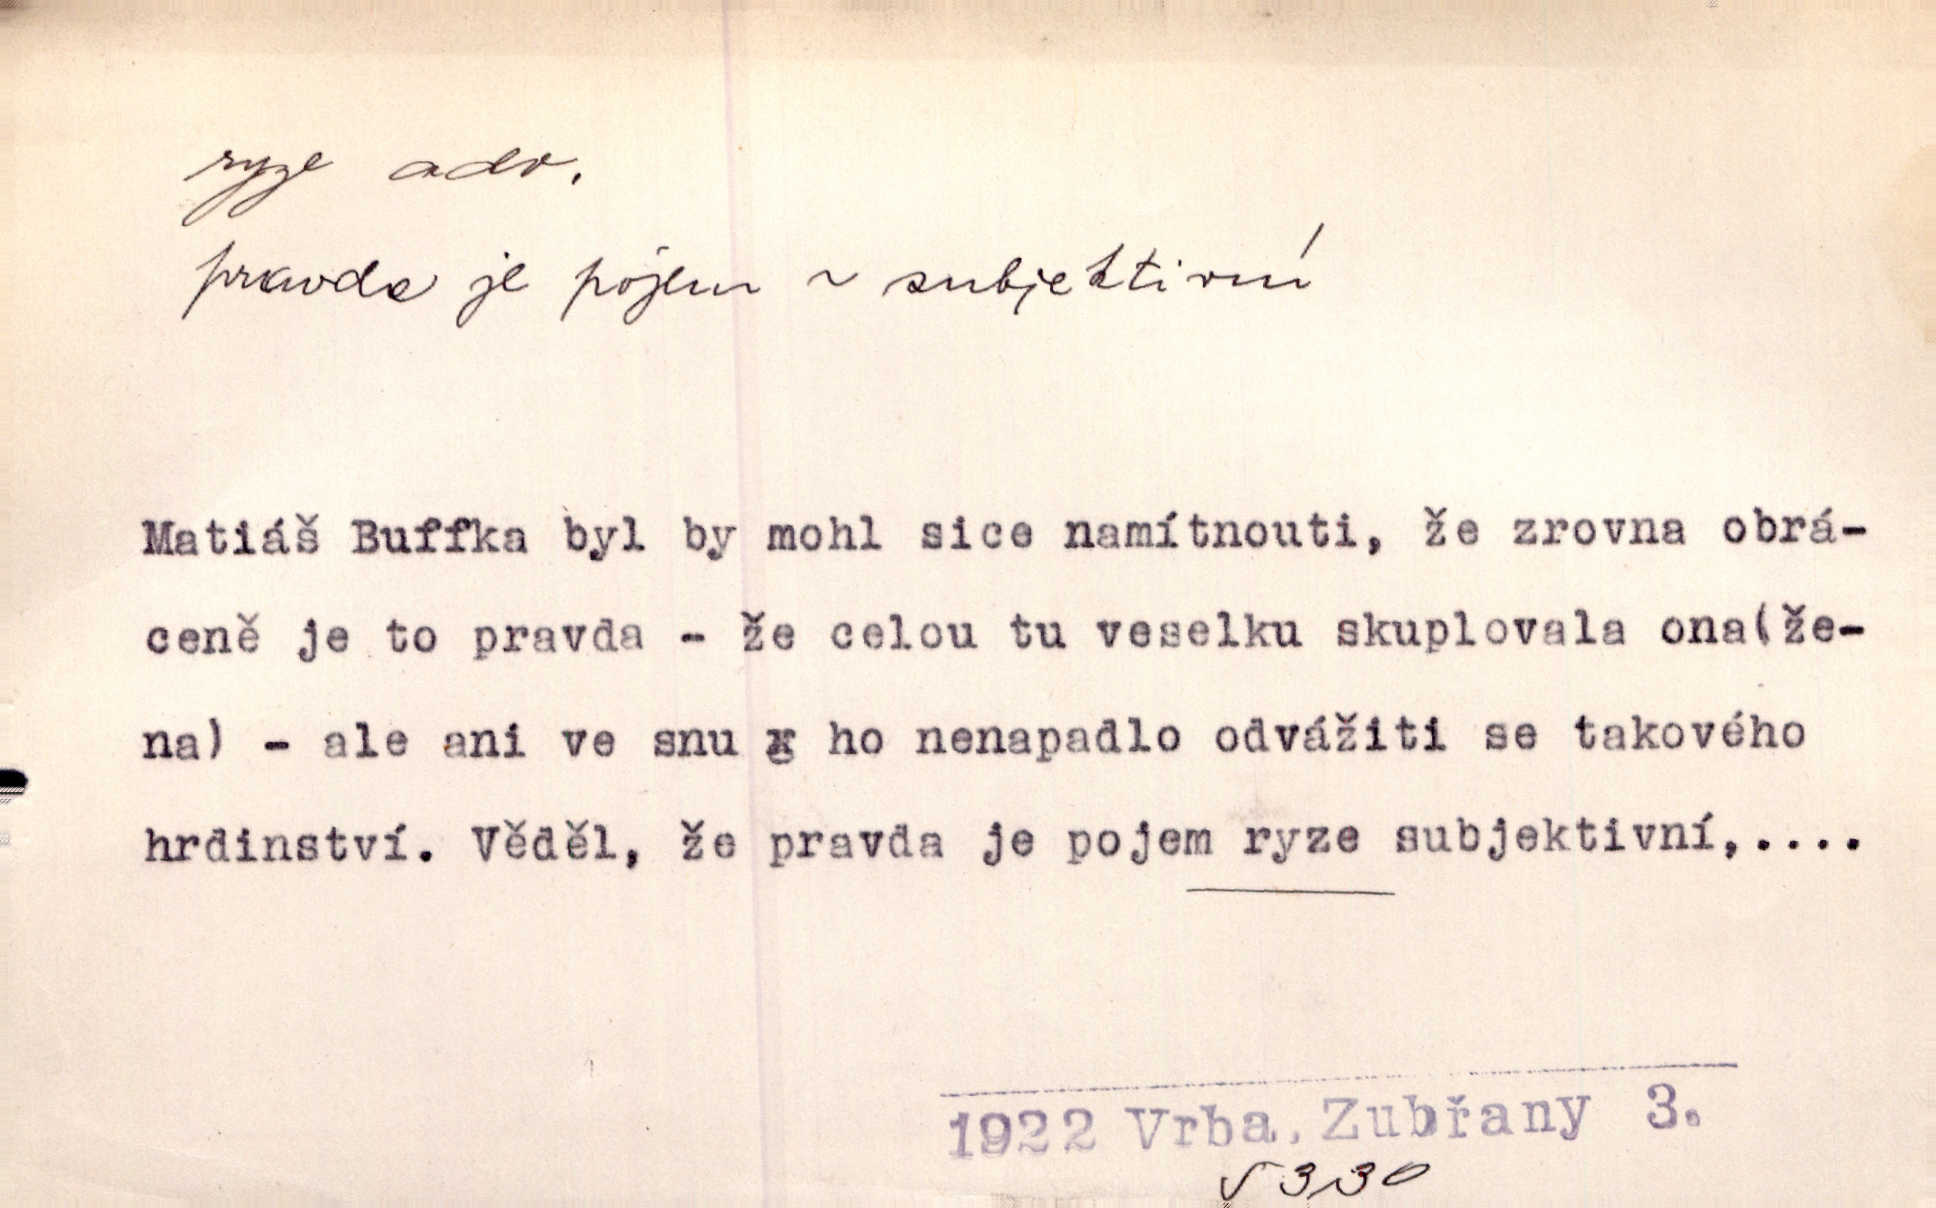 ryze adv.
pravda je pojem ~ subjektivní
Matiáš Buffka byl by mohl sice namítnouti, že zrovna obrá-
ceně je to pravda - že celou tu veselku skuplovala ona(že-
na) - ale ani ve snu ho nenapadlo odvážiti se takového
hrdinství. Věděl, že pravda je pojem ryze subjektivní,....
1922 Vrba, Zubřany 3.
330